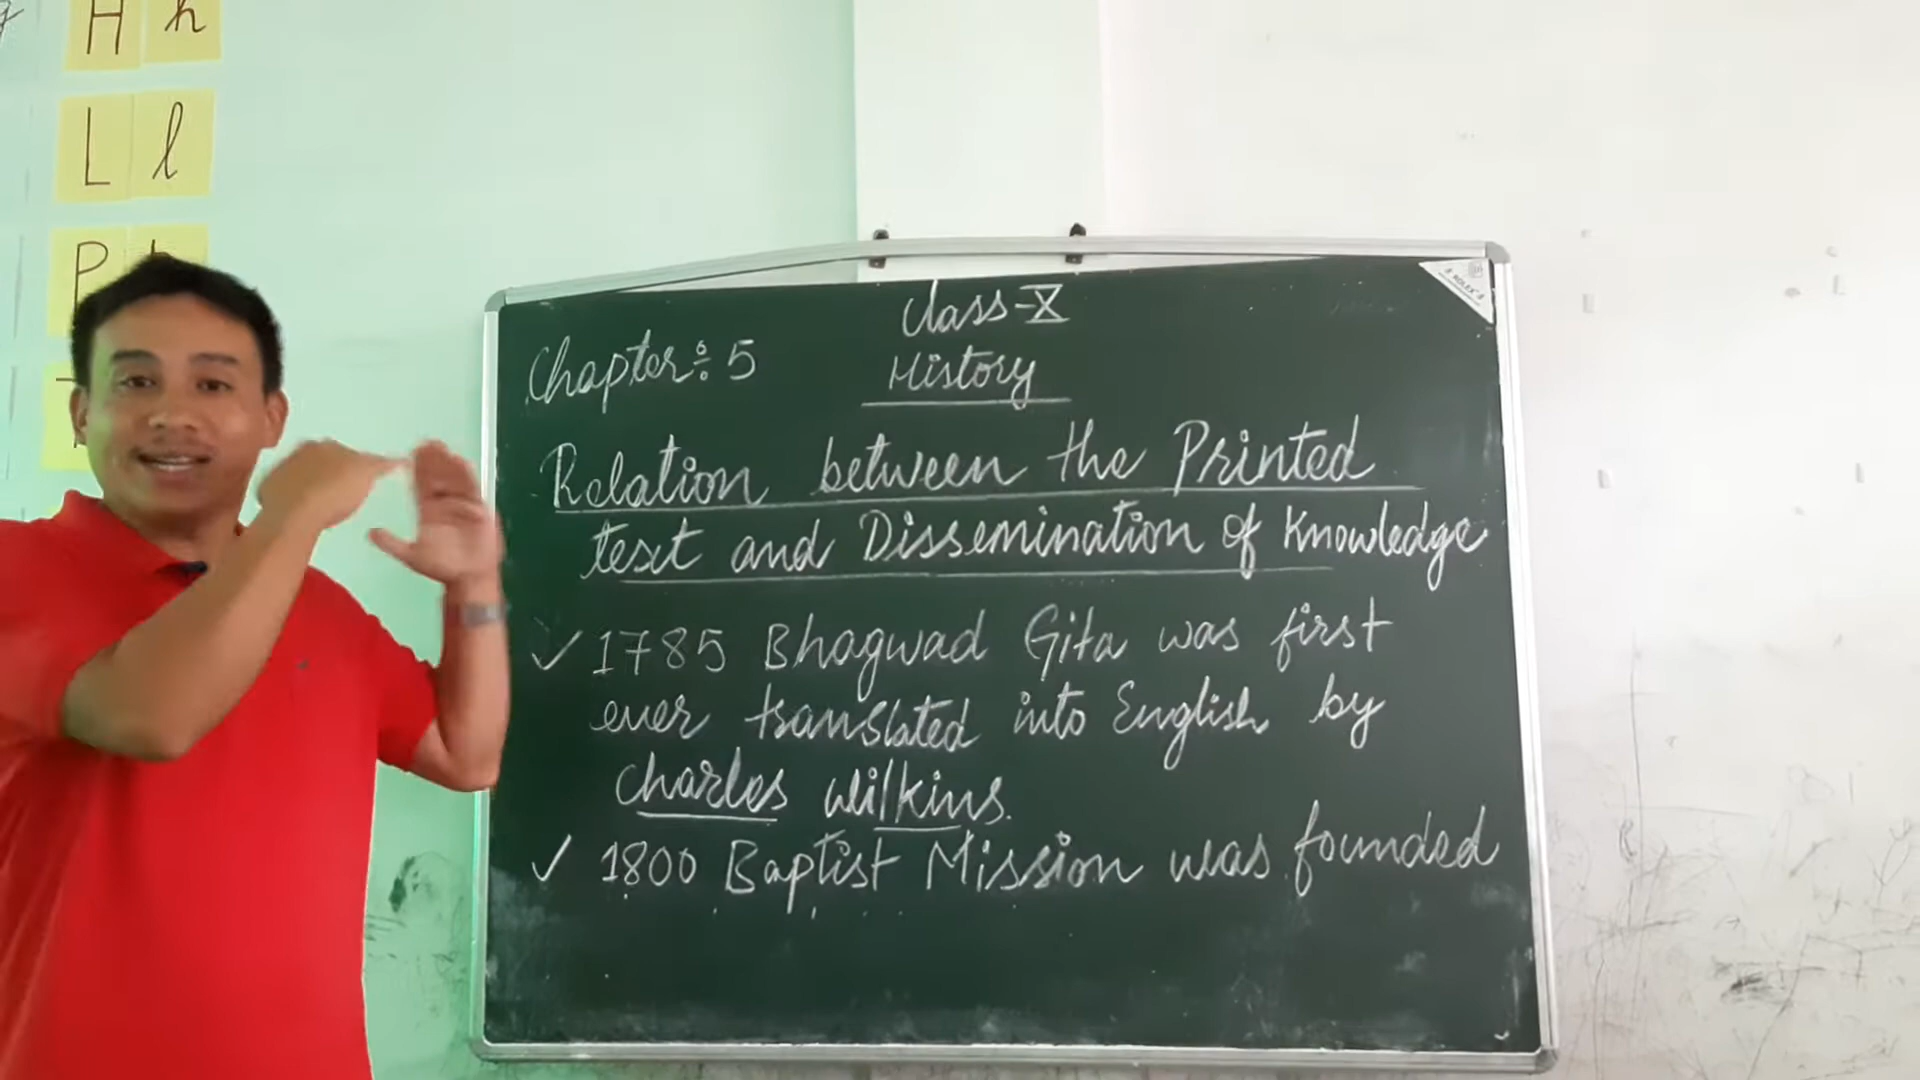 H h
L l
P
Class-X
Chapter÷ 5
History
Relation between the Printed
text and Dissemination of Knowledge
✓ 1785 Bhagwad Gita was first
ever translated into English by
Charles Wilkins.
✓ 1800 Baptist Mission was founded